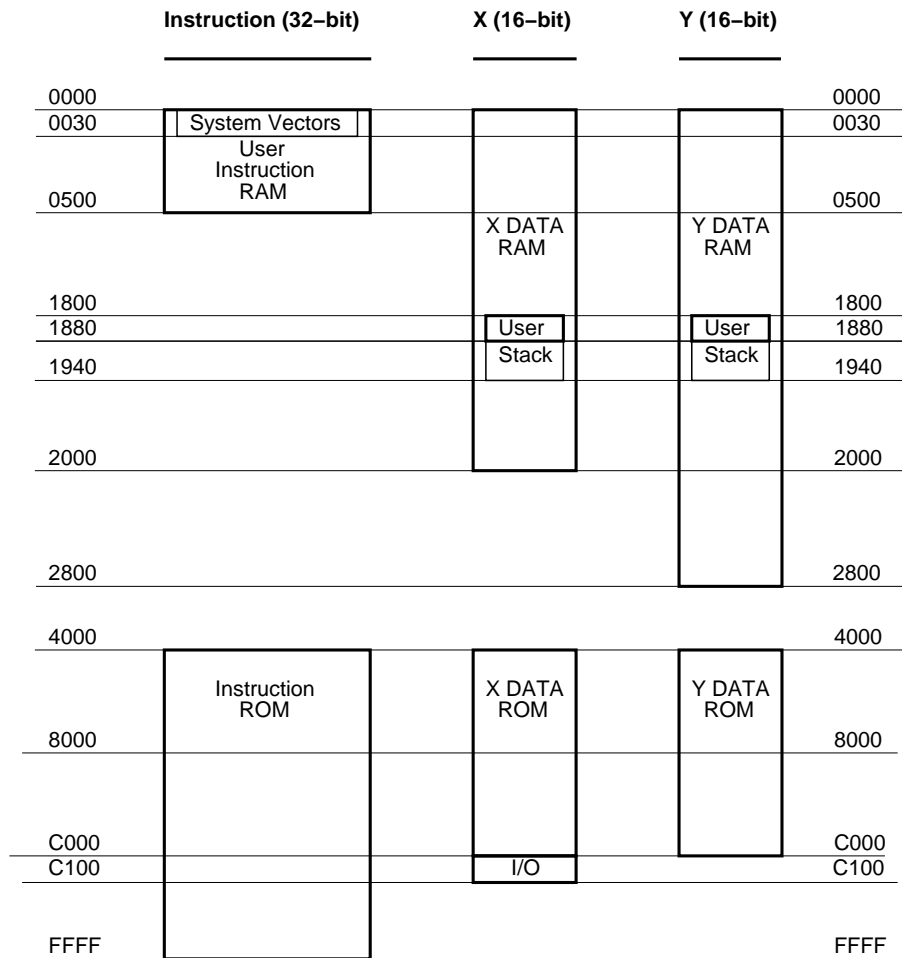 Instruction (32–bit) X (16–bit) Y (16–bit)
0000 0000
0030 System Vectors 0030
User
Instruction
RAM
0500 0500
X DATA Y DATA
RAM RAM
1800 1800
1880 User User 1880
Stack Stack
1940 1940
2000 2000
2800 2800
4000 4000
Instruction X DATA Y DATA
ROM ROM ROM
8000 8000
C000 C000
C100 I/O C100
FFFF FFFF